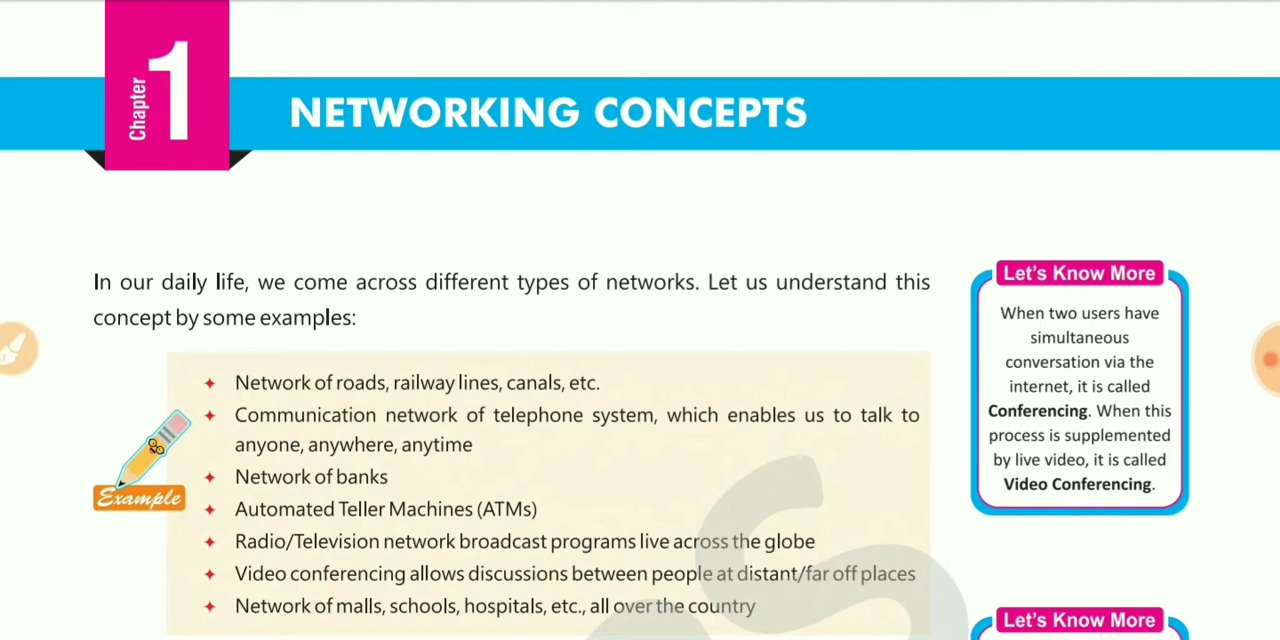 Chapter 1
NETWORKING CONCEPTS
In our daily life, we come across different types of networks. Let us understand this
concept by some examples:
Example
✦ Network of roads, railway lines, canals, etc.
✦ Communication network of telephone system, which enables us to talk to
anyone, anywhere, anytime
✦ Network of banks
✦ Automated Teller Machines (ATMs)
✦ Radio/Television network broadcast programs live across the globe
✦ Video conferencing allows discussions between people at distant/far off places
✦ Network of malls, schools, hospitals, etc., all over the country
Let's Know More
When two users have
simultaneous
conversation via the
internet, it is called
Conferencing. When this
process is supplemented
by live video, it is called
Video Conferencing.
Let's Know More